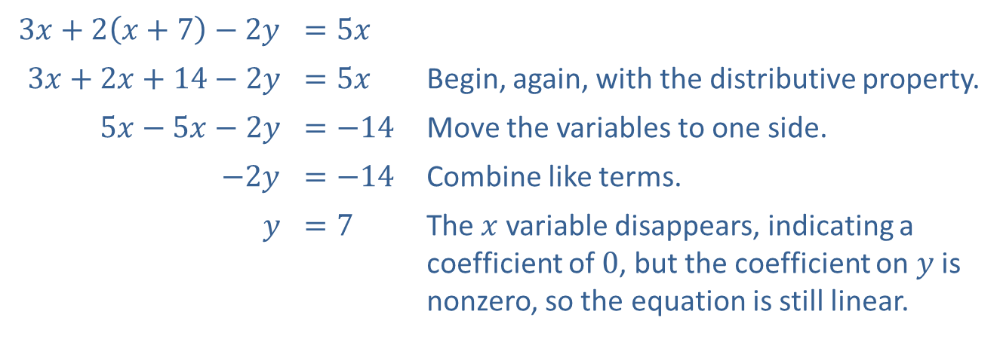 3x + 2(x + 7) − 2y = 5x
3x + 2x + 14 − 2y = 5x Begin, again, with the distributive property.
5x − 5x − 2y = −14 Move the variables to one side.
−2y = −14 Combine like terms.
y = 7 The x variable disappears, indicating a
coefficient of 0, but the coefficient on y is
nonzero, so the equation is still linear.